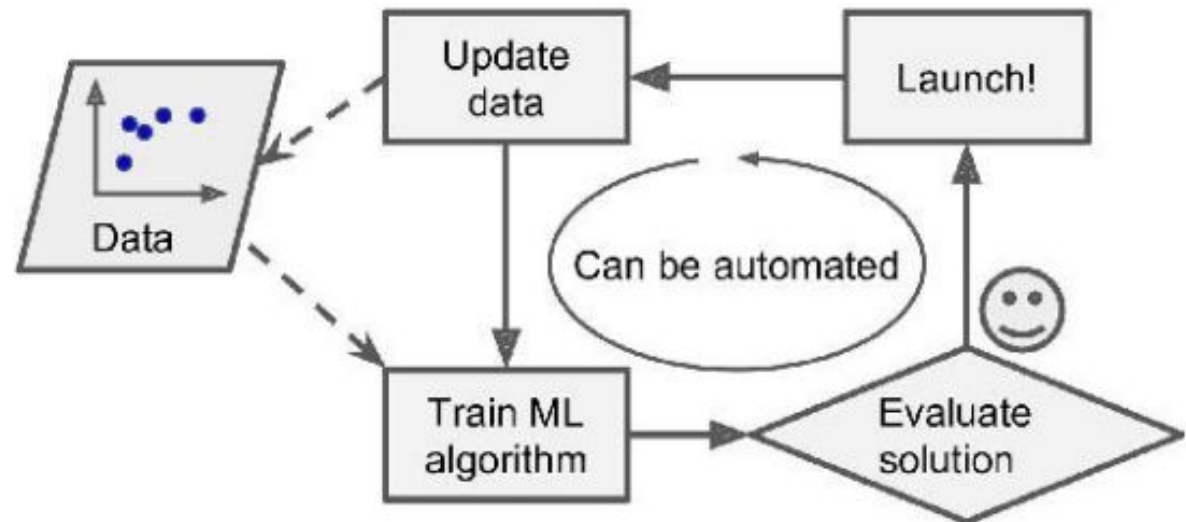 Update
data
Launch!
Data
Can be automated
Train ML
algorithm
Evaluate
solution